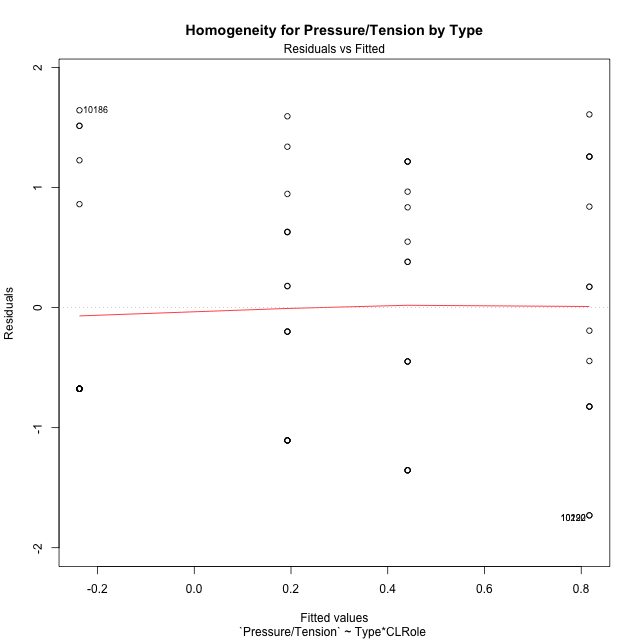 Homogeneity for Pressure/Tension by Type
Residuals vs Fitted
2
1
0
-1
-2
Residuals
10186
-0.2
0.0
0.2
0.4
0.6
0.8
Fitted values
`Pressure/Tension` ~ Type*CLRole